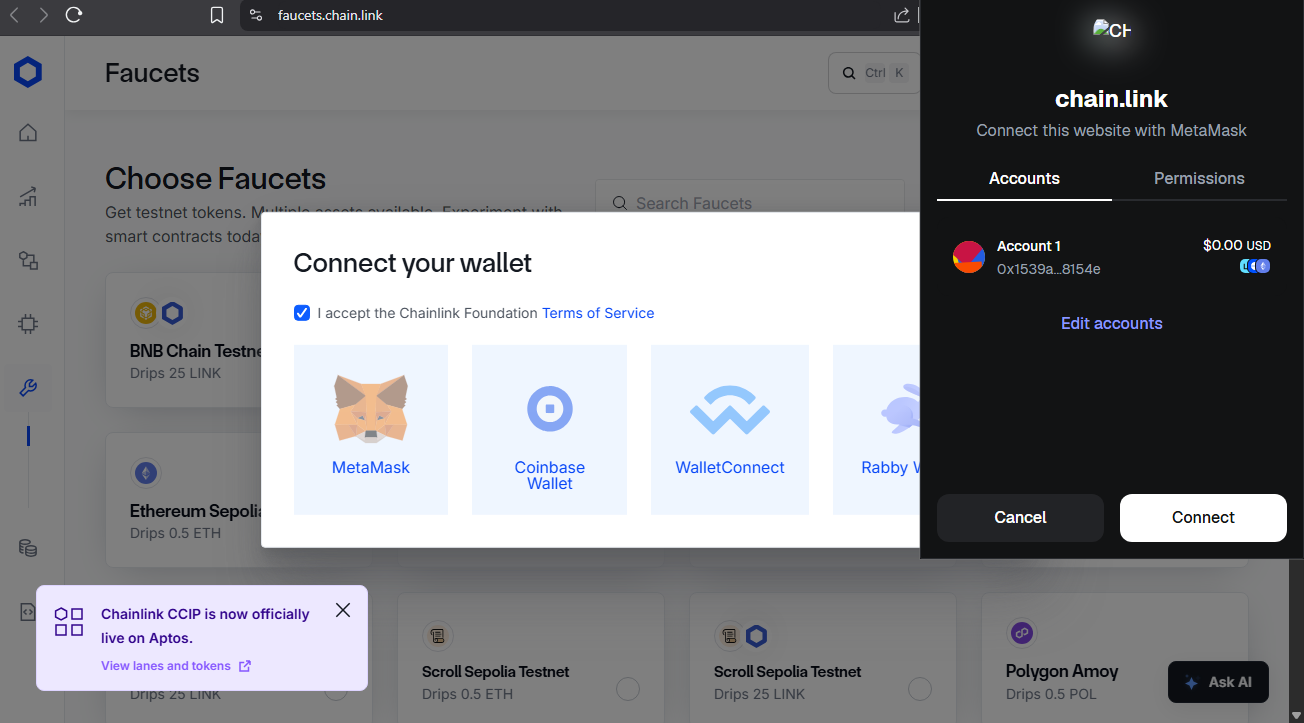 faucets.chain.link
Faucets
Ctrl K
Choose Faucets
Get testnet tokens. Multiple assets available. Experiment with
smart contracts toda
Search Faucets
BNB Chain Testne
Drips 25 LINK
Ethereum Sepolia
Drips 0.5 ETH
Connect your wallet
I accept the Chainlink Foundation Terms of Service
MetaMask
Coinbase
Wallet
WalletConnect
Rabby W
CH
chain.link
Connect this website with MetaMask
Accounts
Permissions
Account 1
$0.00 USD
0x1539a...8154e
Edit accounts
Cancel
Connect
Chainlink CCIP is now officially
live on Aptos.
View lanes and tokens
Drips 25 LINK
Scroll Sepolia Testnet
Drips 0.5 ETH
Scroll Sepolia Testnet
Drips 25 LINK
Polygon Amoy
Drips 0.5 POL
Ask AI